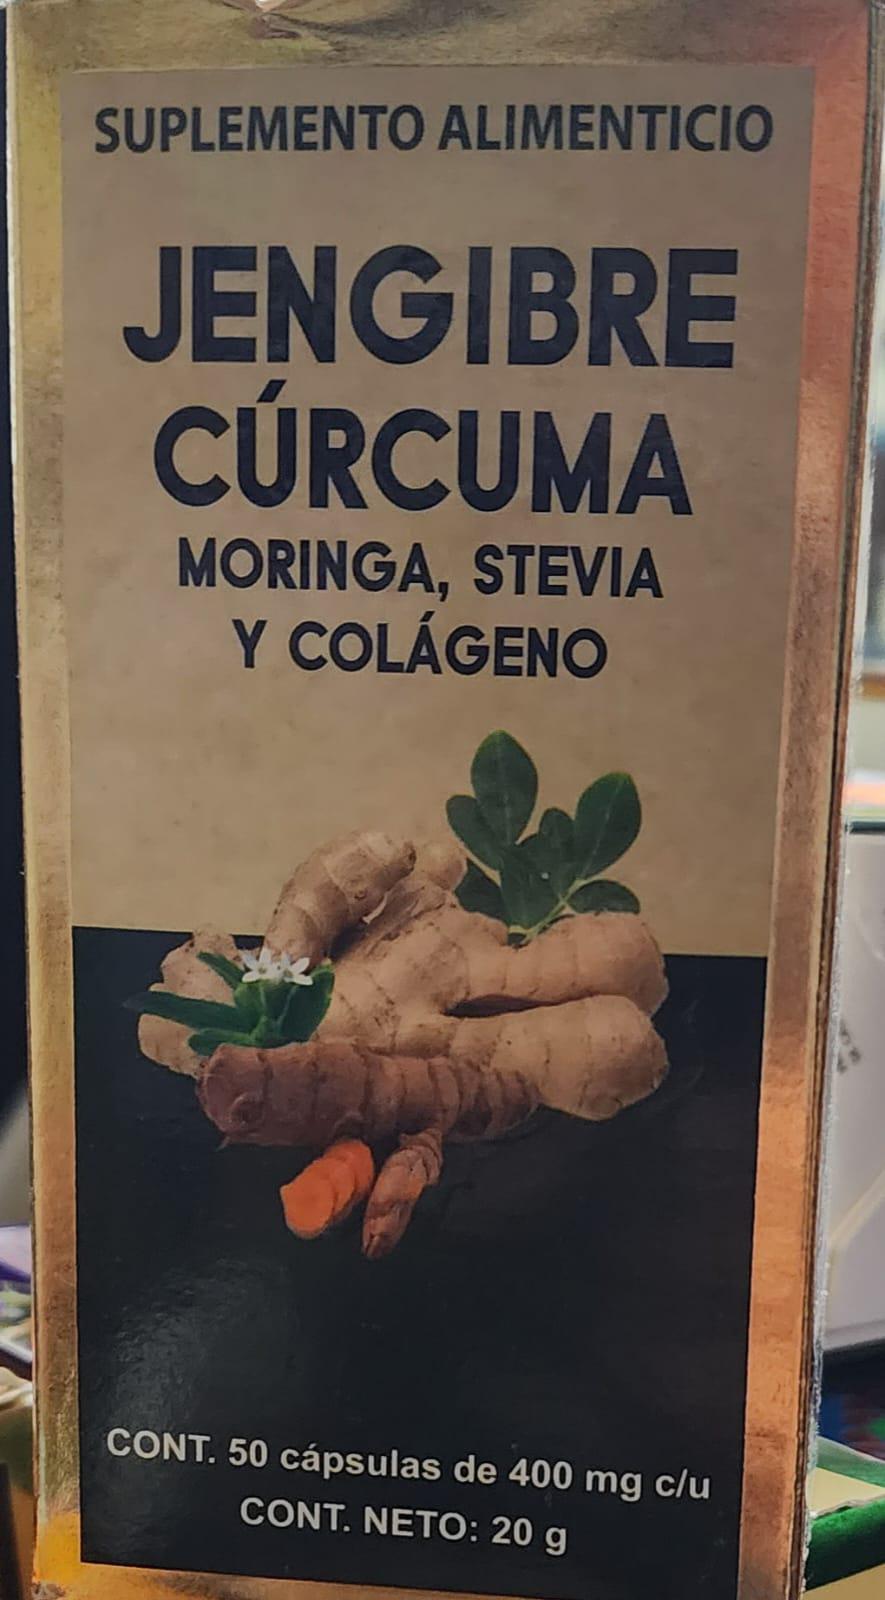 SUPLEMENTO ALIMENTICIO
JENGIBRE
CÚRCUMA
MORINGA, STEVIA
Y COLÁGENO
CONT. 50 cápsulas de 400 mg c/u
CONT. NETO: 20 g